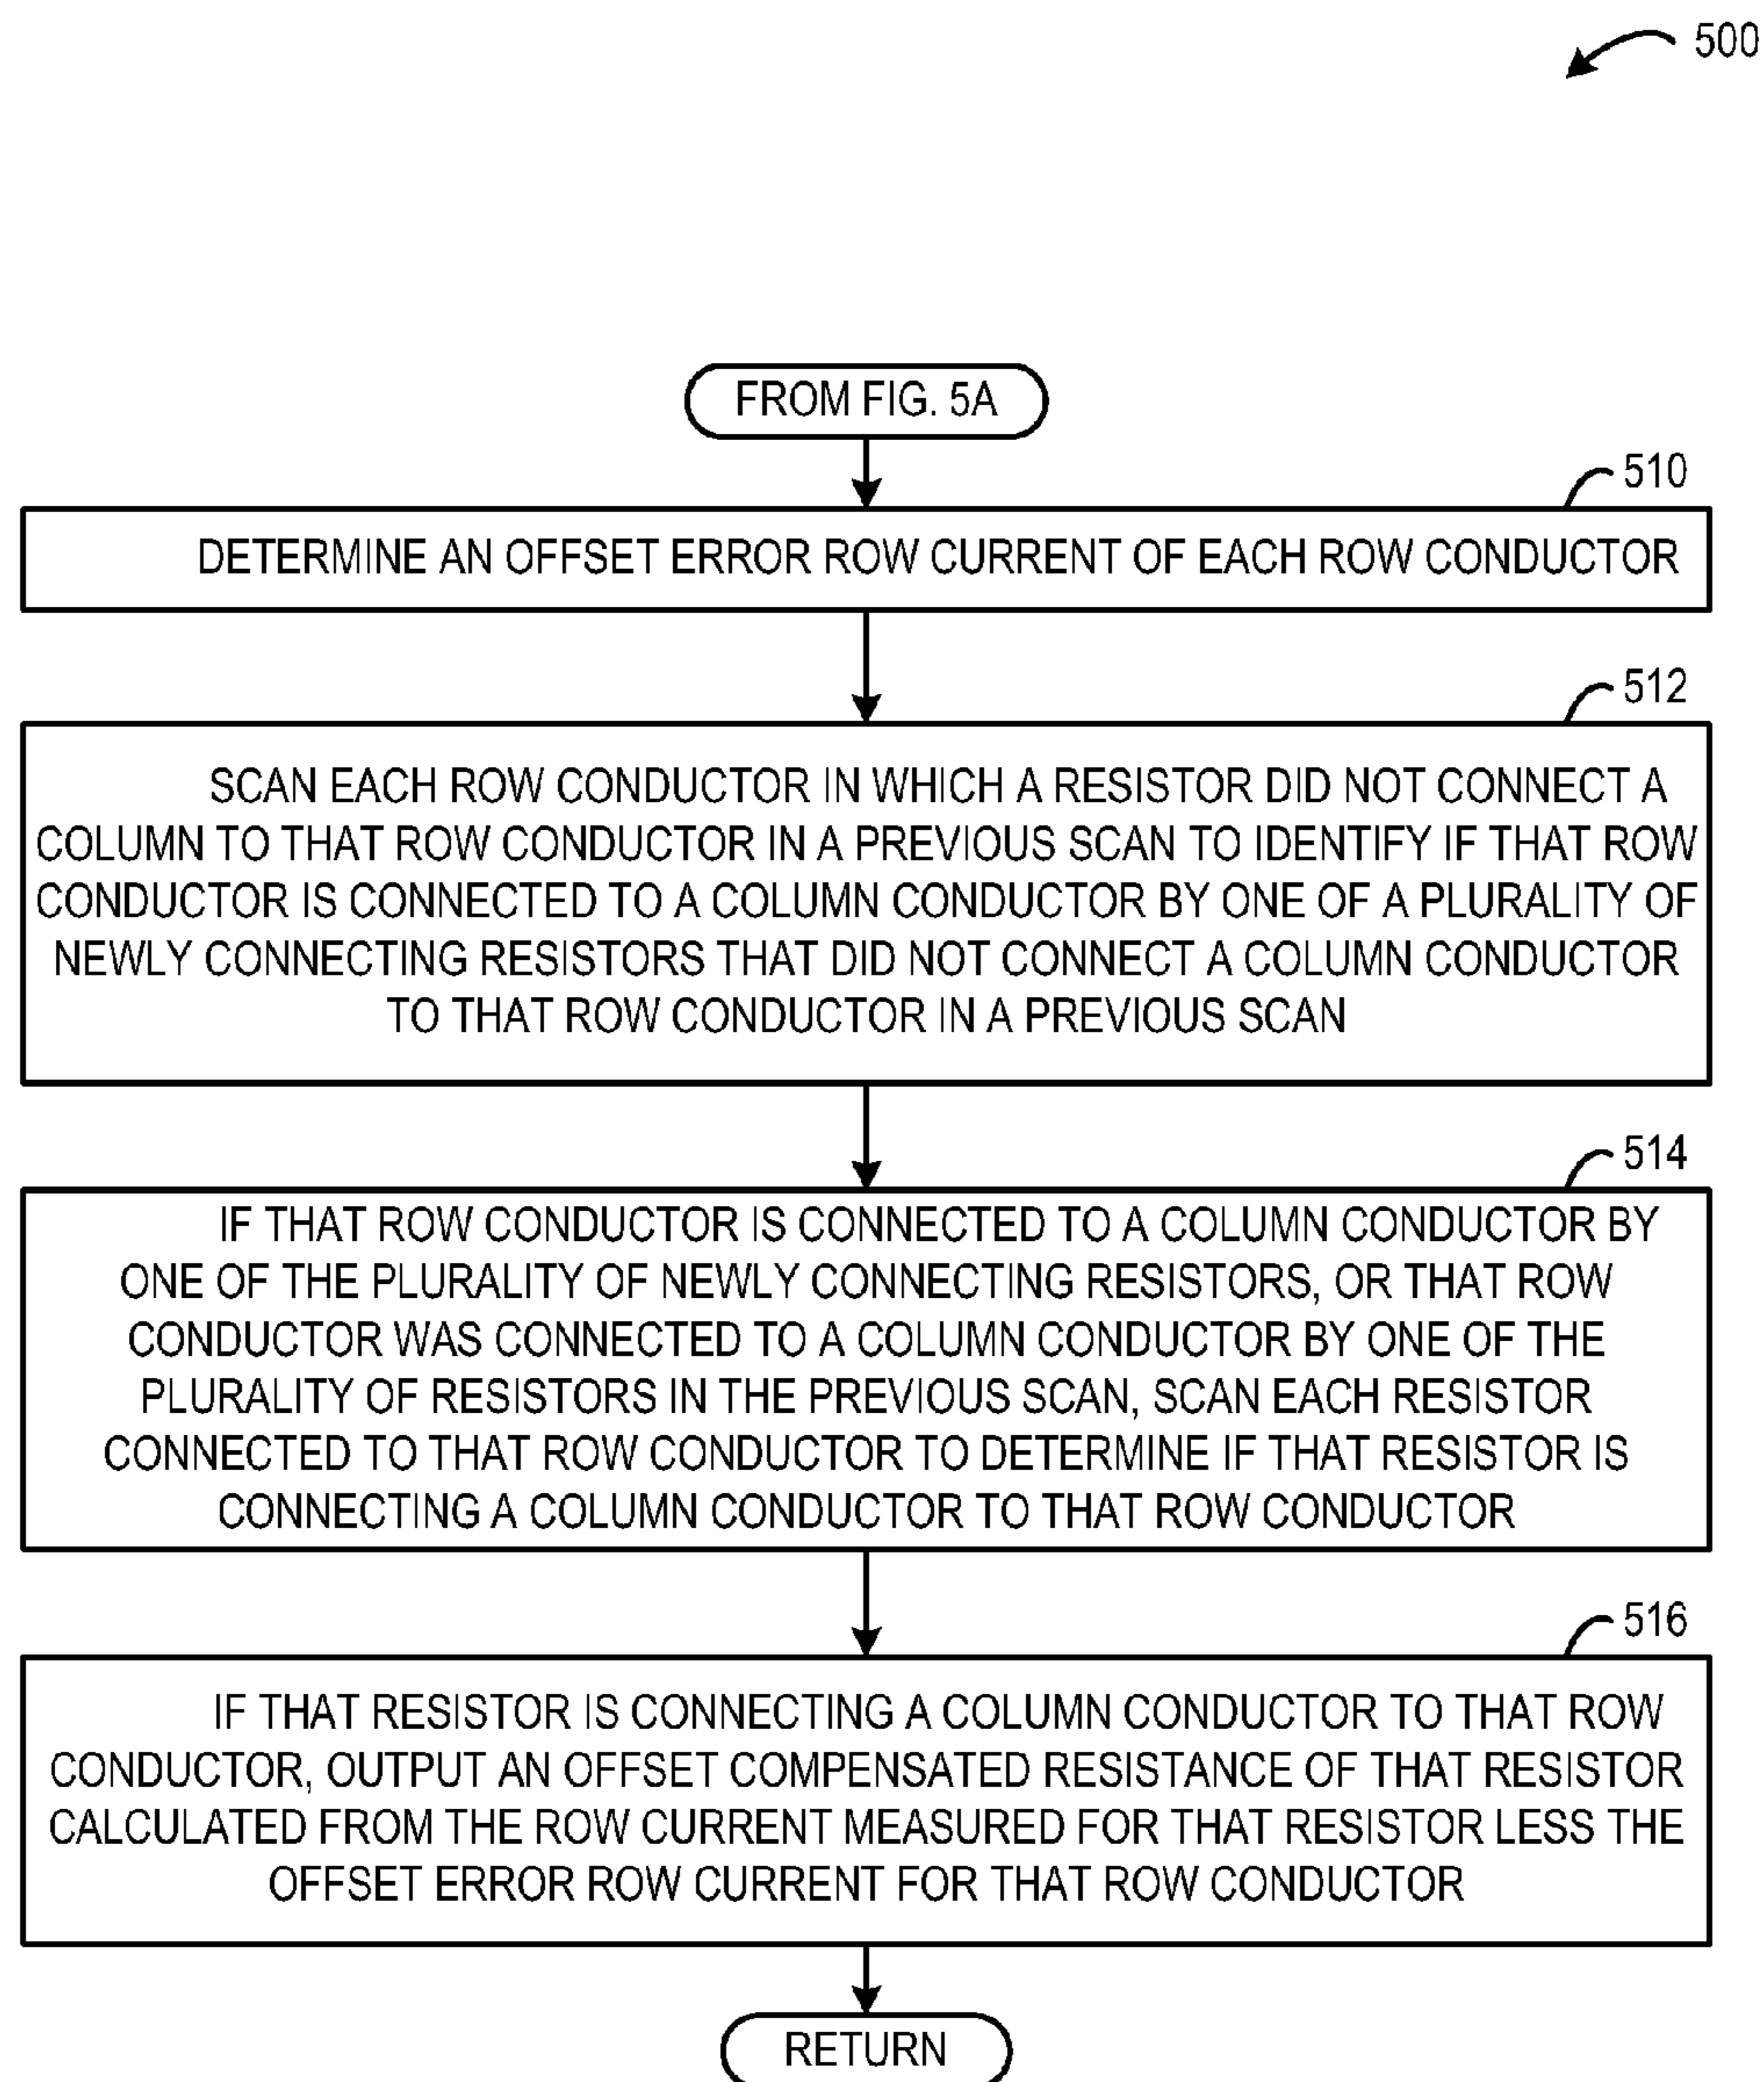 500
FROM FIG. 5A
510
DETERMINE AN OFFSET ERROR ROW CURRENT OF EACH ROW CONDUCTOR
512
SCAN EACH ROW CONDUCTOR IN WHICH A RESISTOR DID NOT CONNECT A
COLUMN TO THAT ROW CONDUCTOR IN A PREVIOUS SCAN TO IDENTIFY IF THAT ROW
CONDUCTOR IS CONNECTED TO A COLUMN CONDUCTOR BY ONE OF A PLURALITY OF
NEWLY CONNECTING RESISTORS THAT DID NOT CONNECT A COLUMN CONDUCTOR
TO THAT ROW CONDUCTOR IN A PREVIOUS SCAN
514
IF THAT ROW CONDUCTOR IS CONNECTED TO A COLUMN CONDUCTOR BY
ONE OF THE PLURALITY OF NEWLY CONNECTING RESISTORS, OR THAT ROW
CONDUCTOR WAS CONNECTED TO A COLUMN CONDUCTOR BY ONE OF THE
PLURALITY OF RESISTORS IN THE PREVIOUS SCAN, SCAN EACH RESISTOR
CONNECTED TO THAT ROW CONDUCTOR TO DETERMINE IF THAT RESISTOR IS
CONNECTING A COLUMN CONDUCTOR TO THAT ROW CONDUCTOR
516
IF THAT RESISTOR IS CONNECTING A COLUMN CONDUCTOR TO THAT ROW
CONDUCTOR, OUTPUT AN OFFSET COMPENSATED RESISTANCE OF THAT RESISTOR
CALCULATED FROM THE ROW CURRENT MEASURED FOR THAT RESISTOR LESS THE
OFFSET ERROR ROW CURRENT FOR THAT ROW CONDUCTOR
RETURN